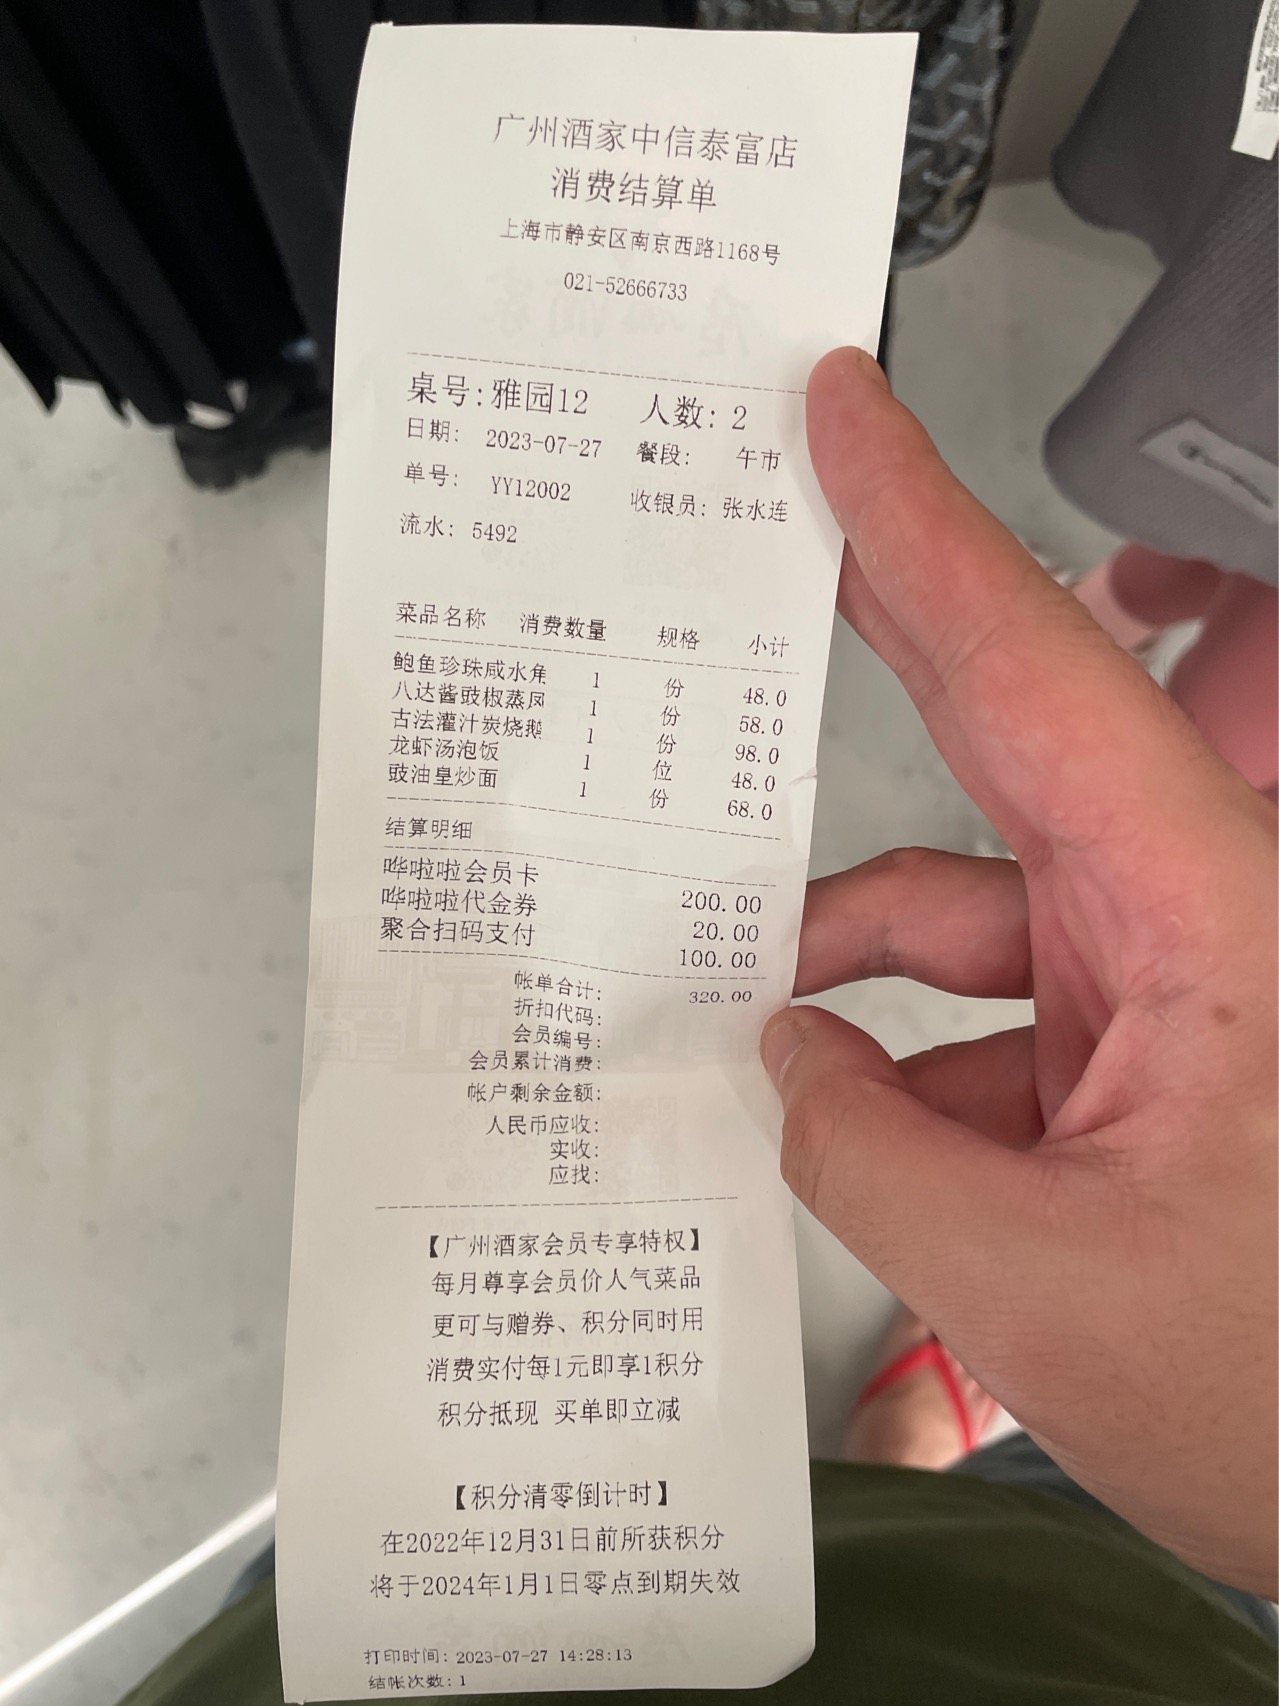 广州酒家中信泰富店
消费结算单
上海市静安区南京西路1168号
021-52666733
桌号:雅园12 人数: 2
日期: 2023-07-27 餐段: 午市
单号: YY12002 收银员: 张水连
流水: 5492
菜品名称 消费数量 规格 小计
鲍鱼珍珠咸水角 1 份 48.0
八达酱豉椒蒸凤 1 份 58.0
古法灌汁炭烧鹅 1 份 98.0
龙虾汤泡饭 1 位 48.0
豉油皇炒面 1 份 68.0
结算明细
哗啦啦会员卡 200.00
哗啦啦代金券 20.00
聚合扫码支付 100.00
帐单合计: 320.00
折扣代码:
会员编号:
会员累计消费:
帐户剩余金额:
人民币应收:
实收:
应找:
【广州酒家会员专享特权】
每月尊享会员价人气菜品
更可与赠券、积分同时用
消费实付每1元即享1积分
积分抵现 买单即立减
【积分清零倒计时】
在2022年12月31日前所获积分
将于2024年1月1日零点到期失效
打印时间: 2023-07-27 14:28:13
结帐次数: 1
Champion